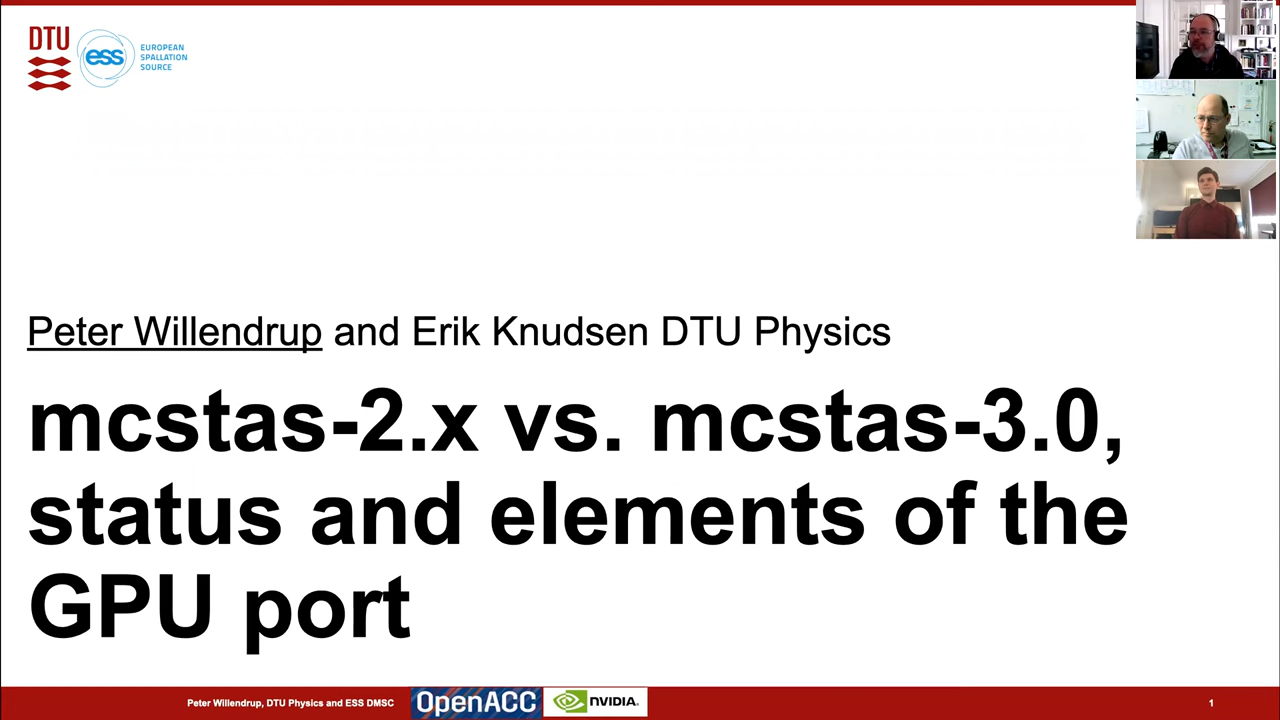 DTU
ess
EUROPEAN
SPALLATION
SOURCE
Peter Willendrup and Erik Knudsen DTU Physics
mcstas-2.x vs. mcstas-3.0,
status and elements of the
GPU port
Peter Willendrup, DTU Physics and ESS DMSC
OpenACC
NVIDIA.
1